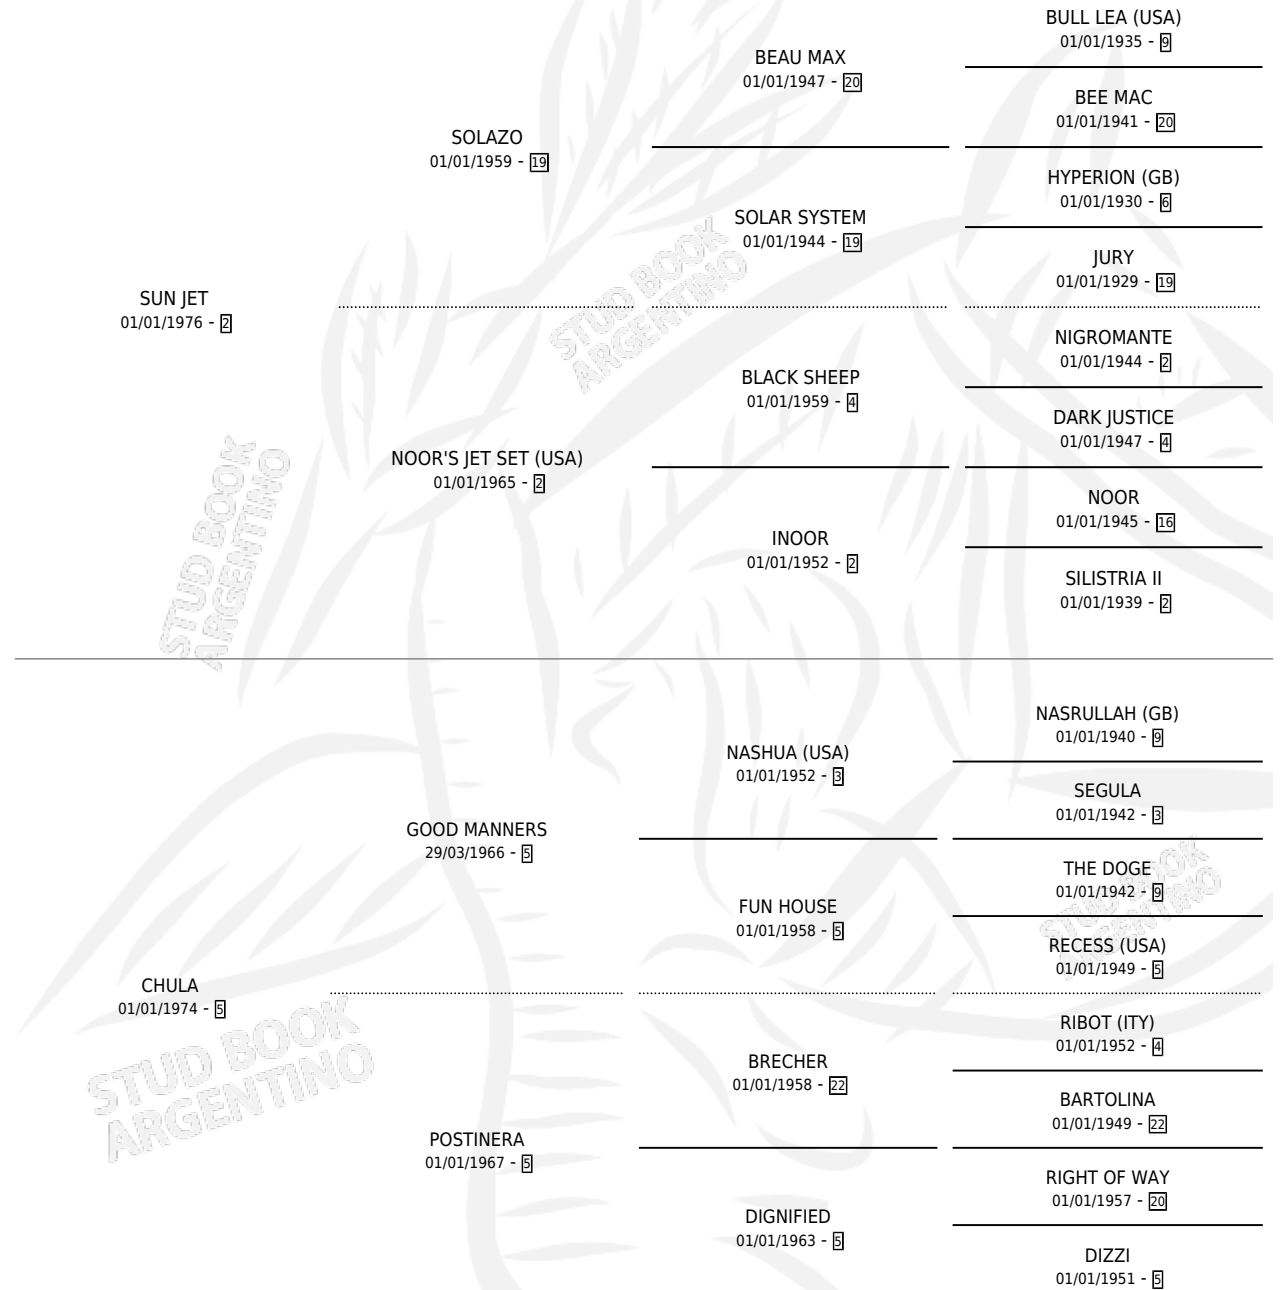 BULL LEA (USA)
01/01/1935 - 9
BEAU MAX
01/01/1947 - 20
BEE MAC
01/01/1941 - 20
SOLAZO
01/01/1959 - 19
HYPERION (GB)
01/01/1930 - 6
SOLAR SYSTEM
01/01/1944 - 19
JURY
01/01/1929 - 19
SUN JET
01/01/1976 - 2
NIGROMANTE
01/01/1944 - 2
BLACK SHEEP
01/01/1959 - 4
DARK JUSTICE
01/01/1947 - 4
NOOR'S JET SET (USA)
01/01/1965 - 2
NOOR
01/01/1945 - 16
INOOR
01/01/1952 - 2
SILISTRIA II
01/01/1939 - 2
STUD BOOK
ARGENTINO
STUD BOOK
ARGENTINO
NASRULLAH (GB)
01/01/1940 - 9
NASHUA (USA)
01/01/1952 - 3
SEGULA
01/01/1942 - 3
GOOD MANNERS
29/03/1966 - 5
THE DOGE
01/01/1942 - 9
FUN HOUSE
01/01/1958 - 5
RECESS (USA)
01/01/1949 - 5
CHULA
01/01/1974 - 5
RIBOT (ITY)
01/01/1952 - 4
BRECHER
01/01/1958 - 22
BARTOLINA
01/01/1949 - 22
POSTINERA
01/01/1967 - 5
RIGHT OF WAY
01/01/1957 - 20
DIGNIFIED
01/01/1963 - 5
DIZZI
01/01/1951 - 5
STUD BOOK
ARGENTINO
STUD BOOK
ARGENTINO